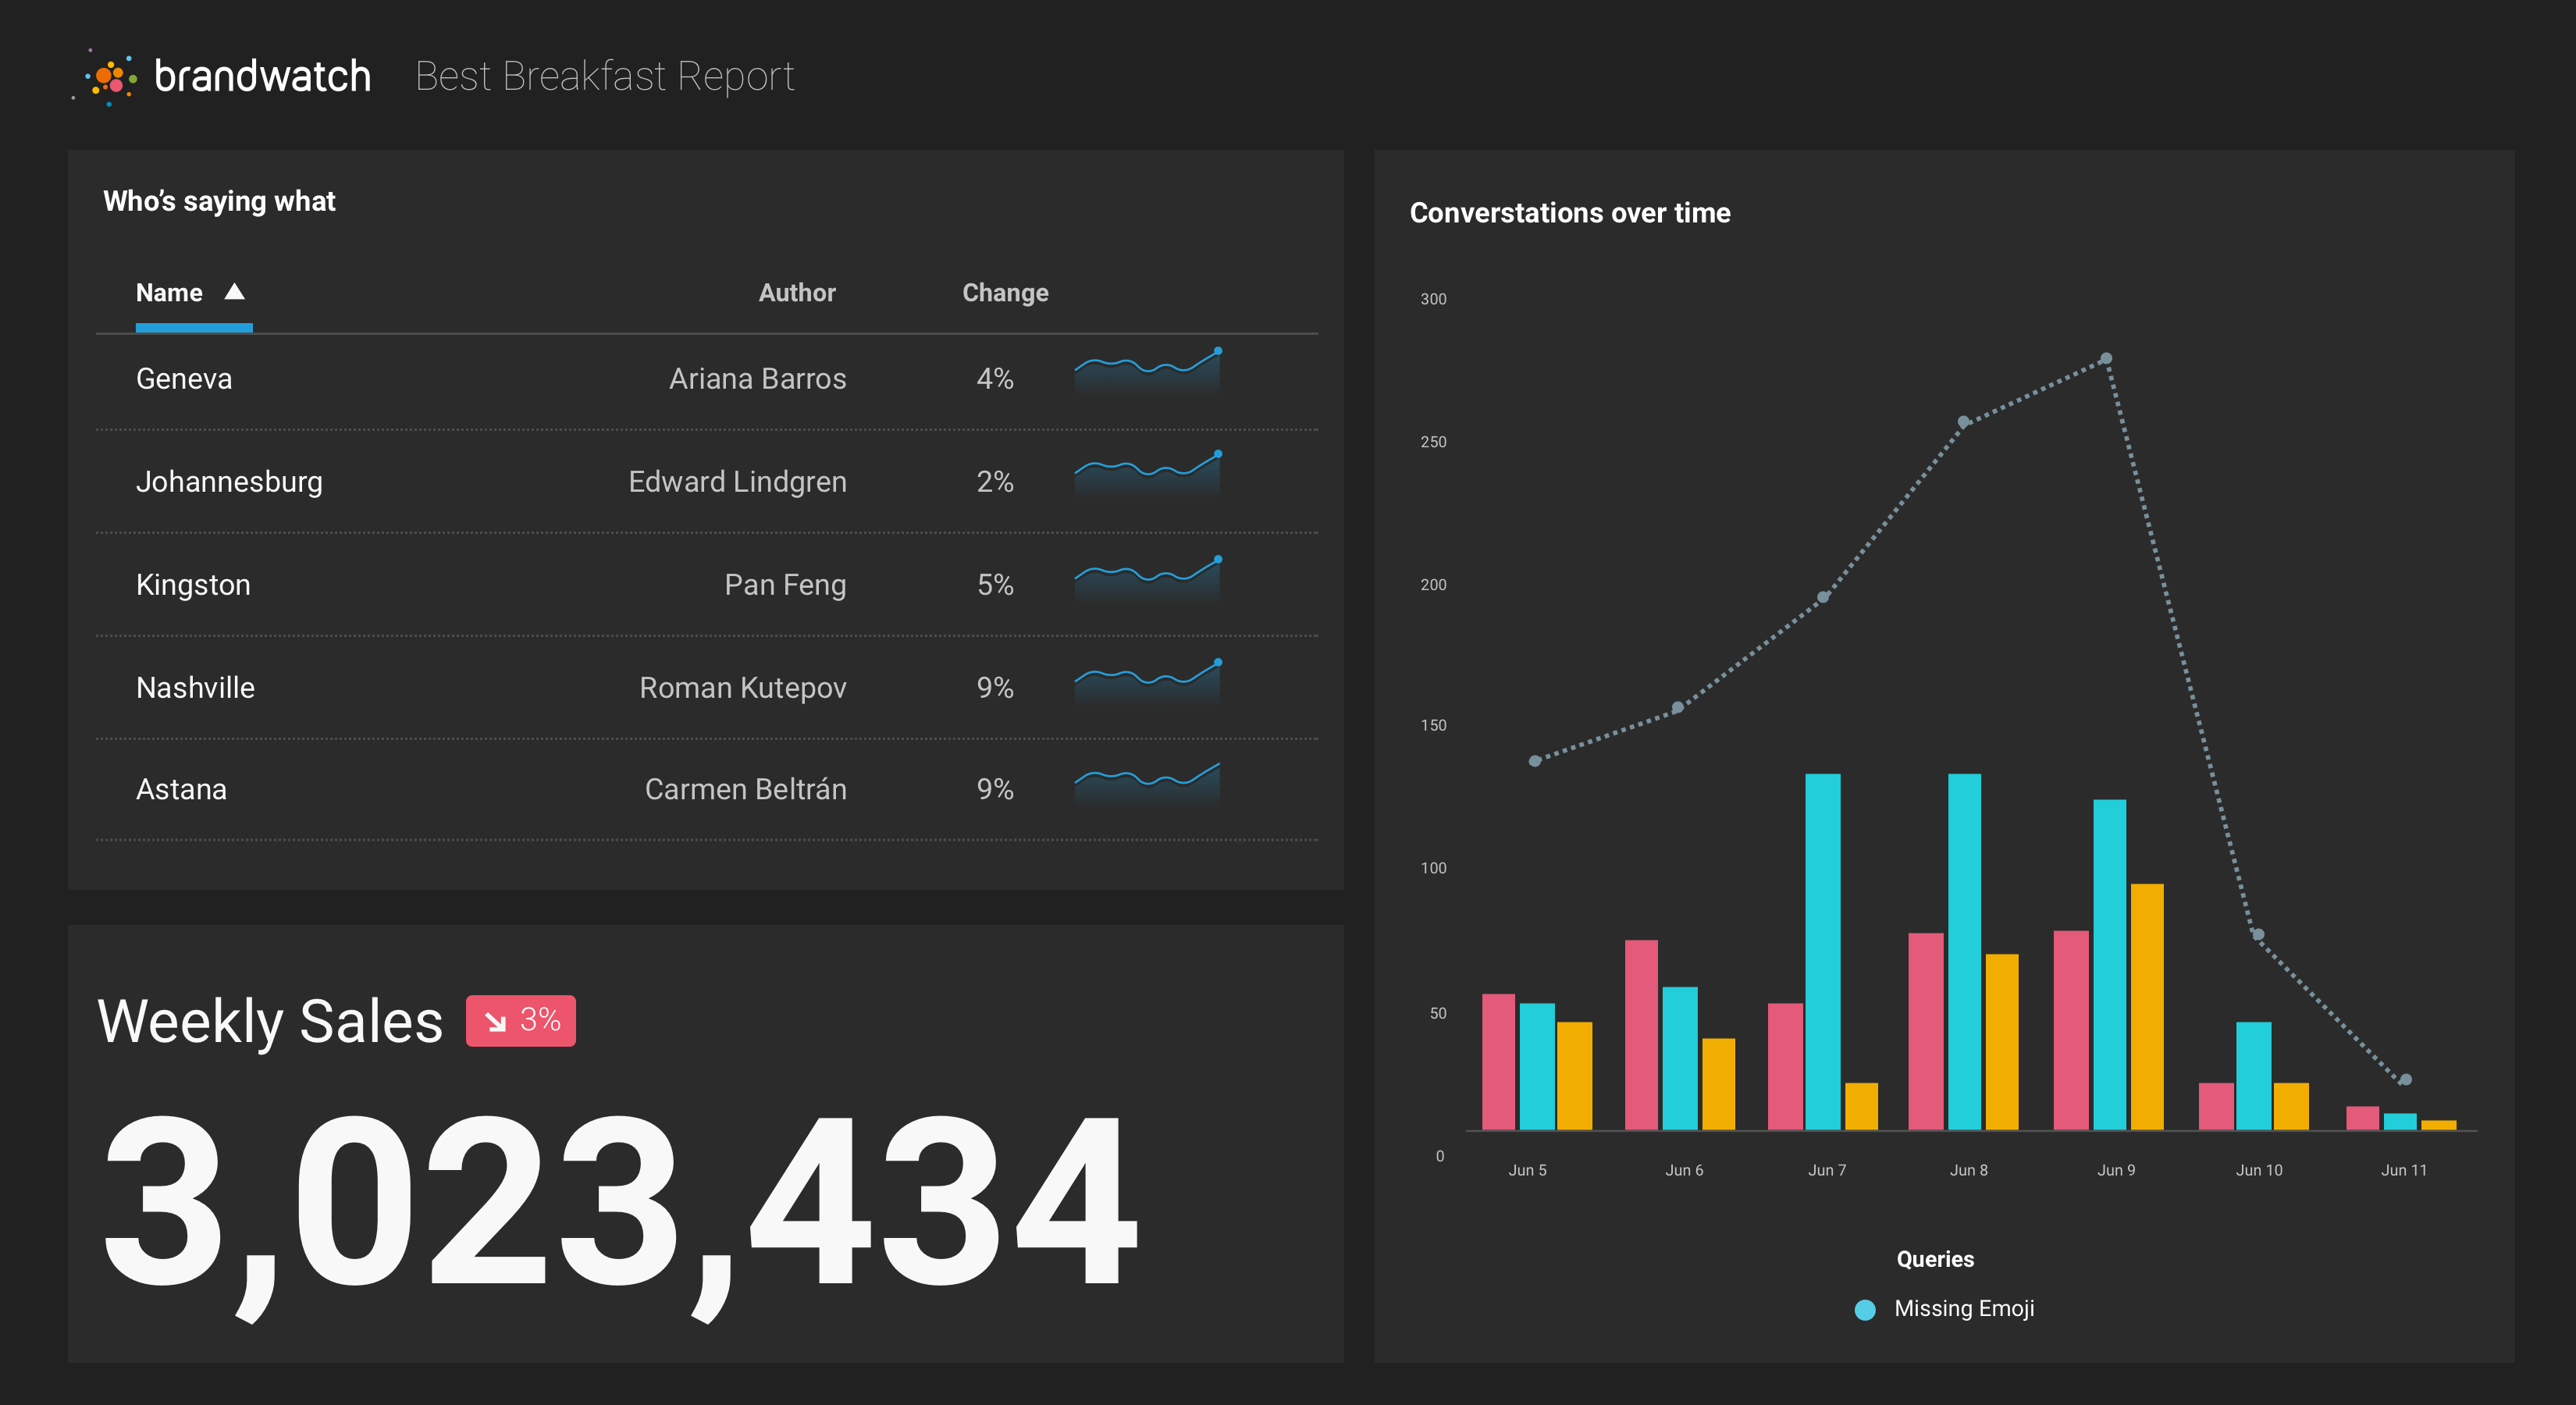 brandwatch Best Breakfast Report
Who’s saying what
Name Author Change
Geneva Ariana Barros 4%
Johannesburg Edward Lindgren 2%
Kingston Pan Feng 5%
Nashville Roman Kutepov 9%
Astana Carmen Beltrán 9%
Weekly Sales 3%
3,023,434
Converstations over time
300
250
200
150
100
50
0
Jun 5 Jun 6 Jun 7 Jun 8 Jun 9 Jun 10 Jun 11
Queries
Missing Emoji